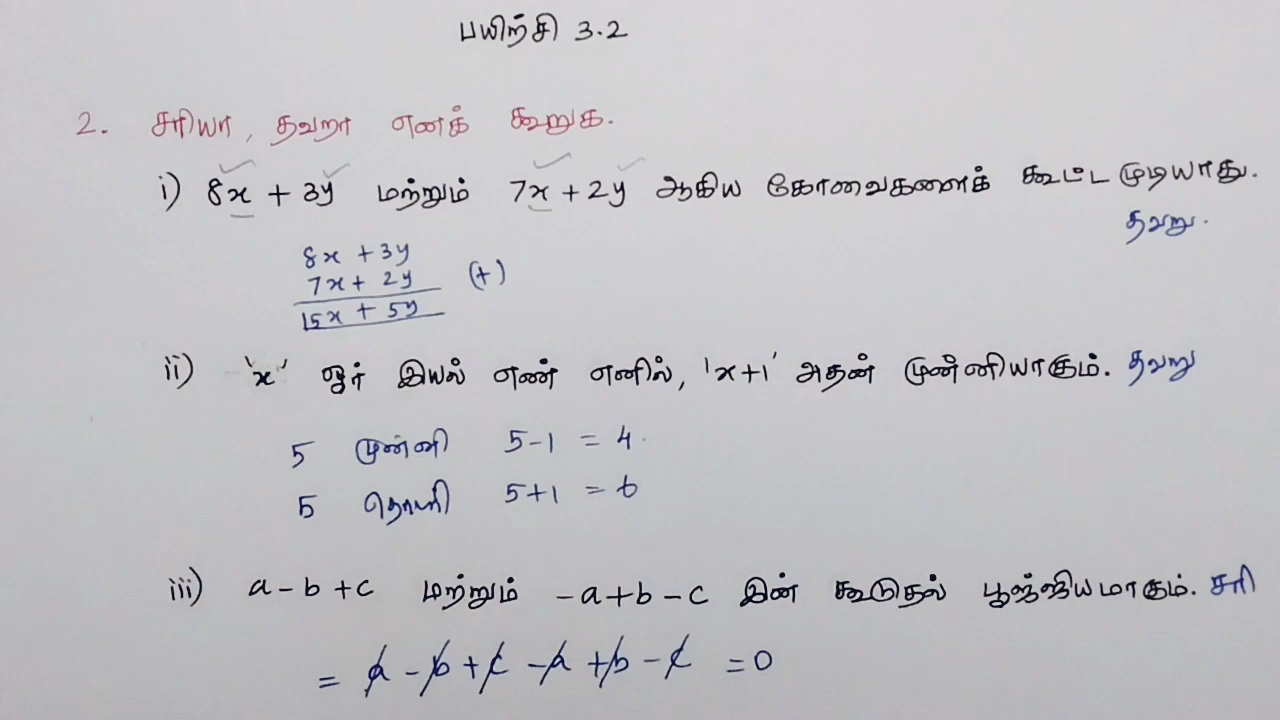 பயிற்சி 3.2
2. சரியா, தவறா எனக் கூறுக.
i) 8x + 3y மற்றும் 7x + 2y ஆகிய கோவைகளைக் கூட்ட முடியாது.
தவறு.
8x + 3y
7x + 2y (+)
15x + 5y
ii) 'x' ஓர் இயல் எண் எனில், 'x+1' அதன் முன்னியாகும். தவறு
5 முன்னி 5-1 = 4.
5 தொடரி 5+1 = 6
iii) a - b + c மற்றும் -a + b - c இன் கூடுதல் பூஜ்ஜியமாகும். சரி
= a - b + c - a + b - c = 0